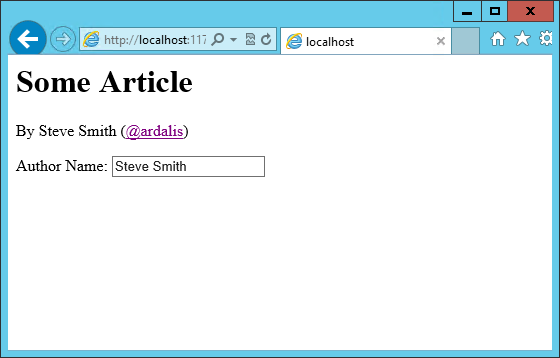 http://localhost:117
localhost
Some Article
By Steve Smith (@ardalis)
Author Name: Steve Smith